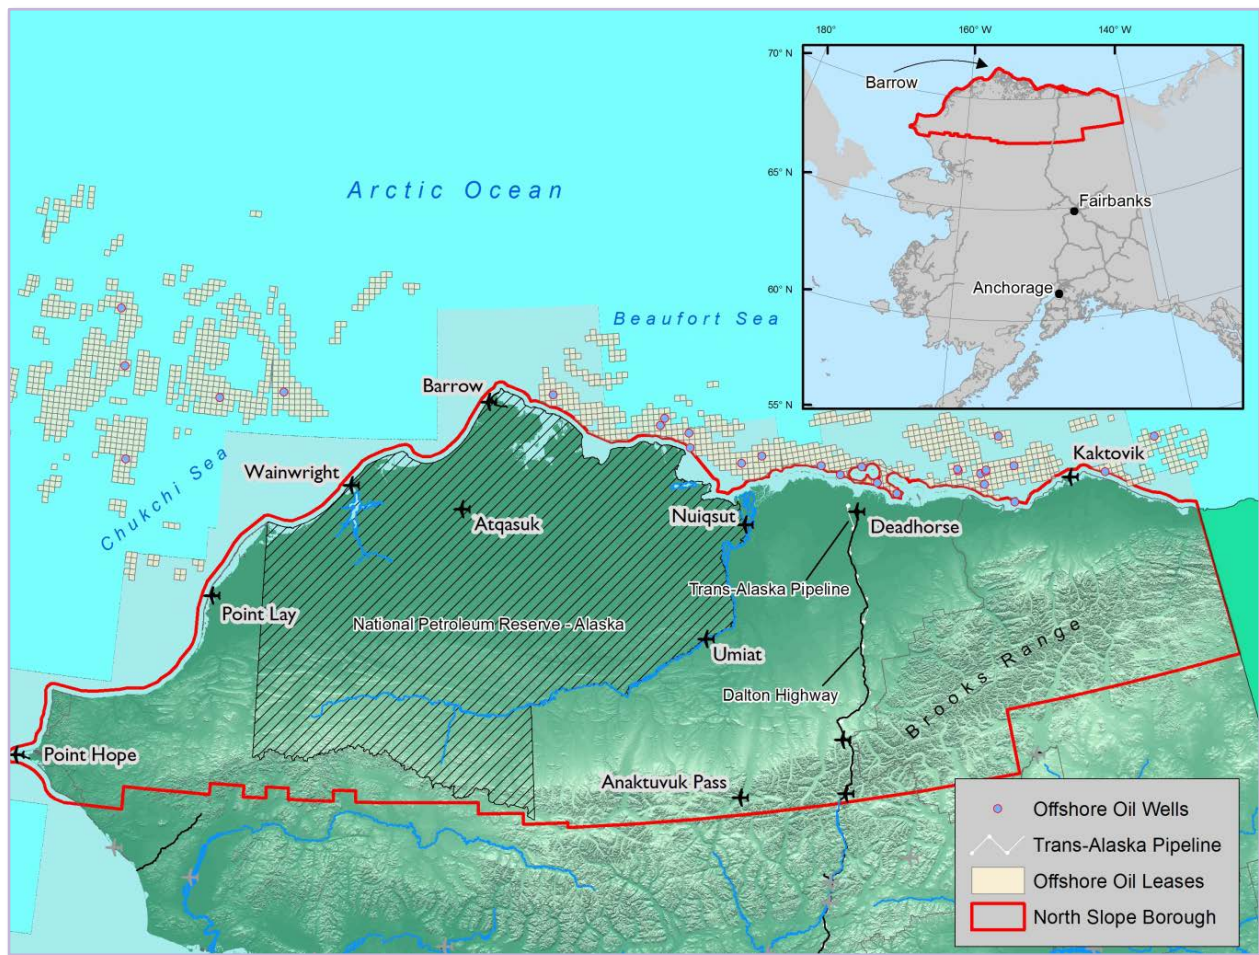 180°
160° W
140° W
70° N
Barrow
65° N
Fairbanks
60° N
Anchorage
55° N
Arctic Ocean
Beaufort Sea
Barrow
Chukchi Sea
Wainwright
Atqasuk
Nuiqsut
Kaktovik
Deadhorse
Trans-Alaska Pipeline
Point Lay
National Petroleum Reserve - Alaska
Umiat
Dalton Highway
Brooks Range
Point Hope
Anaktuvuk Pass
Offshore Oil Wells
Trans-Alaska Pipeline
Offshore Oil Leases
North Slope Borough